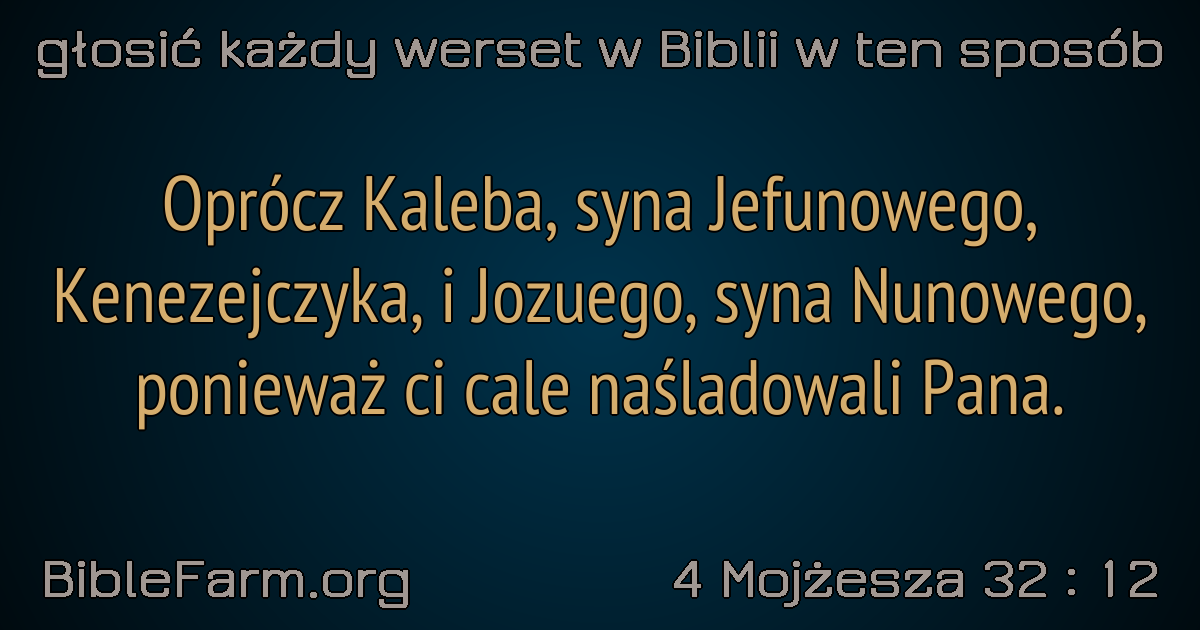 głosić każdy werset w Biblii w ten sposób
Oprócz Kaleba, syna Jefunowego,
Kenezejczyka, i Jozuego, syna Nunowego,
ponieważ ci cale naśladowali Pana.
BibleFarm.org
4 Mojżesza 32 : 12